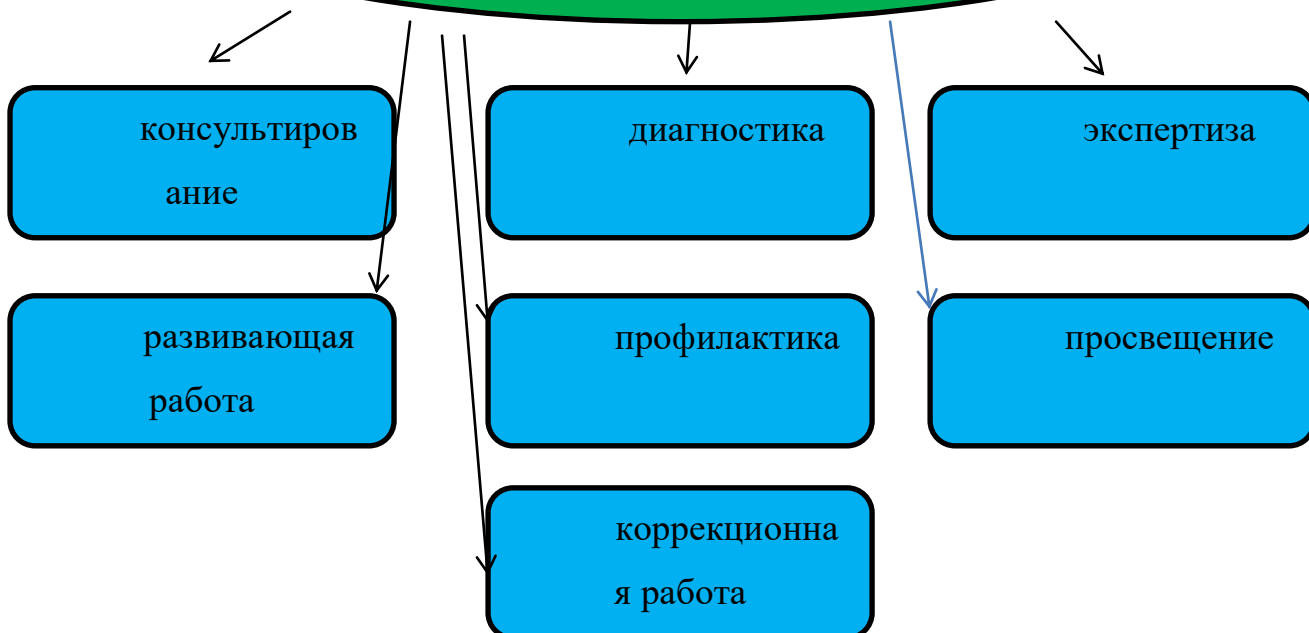 консультиров
ание
диагностика
экспертиза
развивающая
работа
профилактика
просвещение
коррекционна
я работа